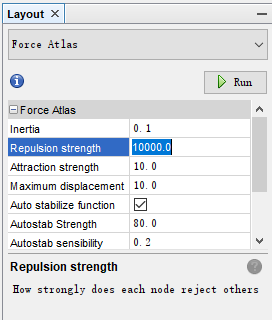 Layout
Force Atlas
Run
Force Atlas
Inertia 0.1
Repulsion strength 10000.0
Attraction strength 10.0
Maximum displacement 10.0
Auto stabilize function
Autostab Strength 80.0
Autostab sensibility 0.2
Repulsion strength
How strongly does each node reject others